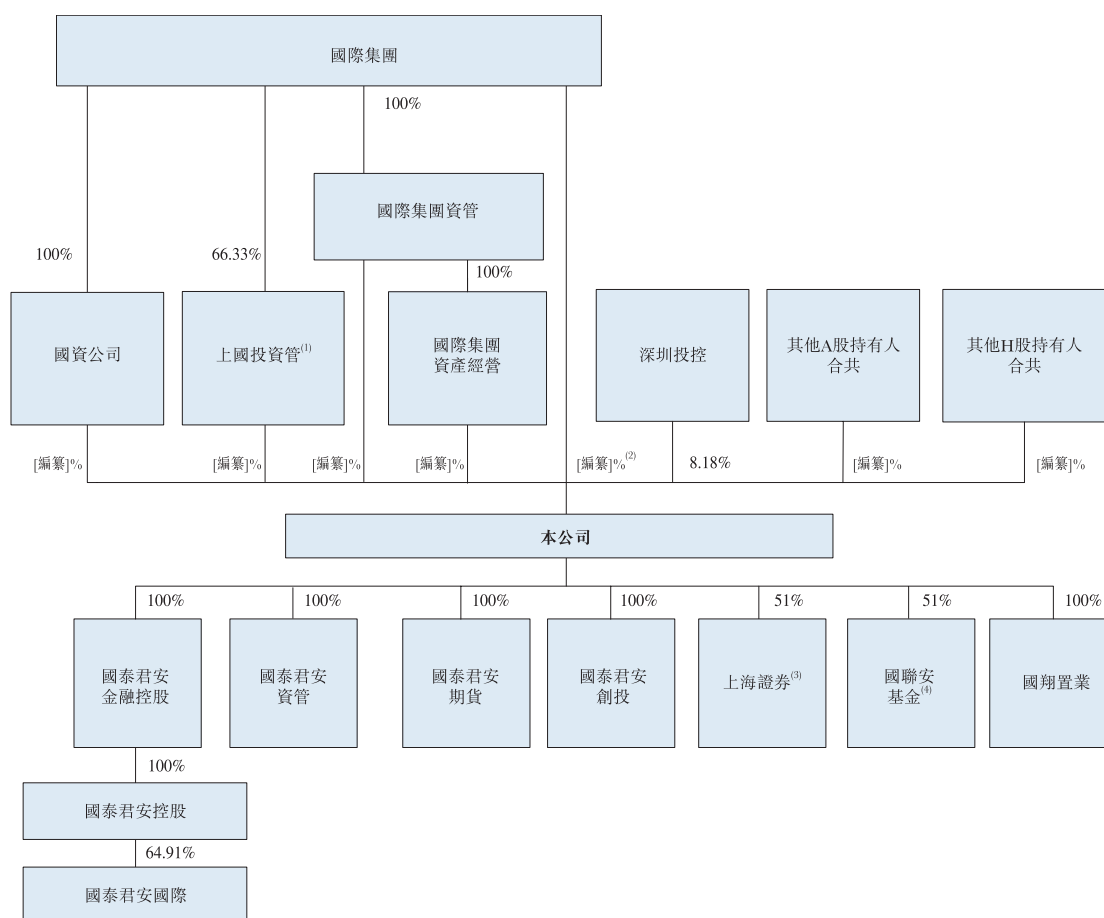 國際集團
100%
國際集團資管
100%
66.33%
100%
國資公司
上國投資管(1)
國際集團
資產經營
深圳投控
其他A股持有人
合共
其他H股持有人
合共
[編纂]%
[編纂]%
[編纂]%
[編纂]%
[編纂]%(2)
8.18%
[編纂]%
[編纂]%
本公司
100%
100%
100%
100%
51%
51%
100%
國泰君安
金融控股
國泰君安
資管
國泰君安
期貨
國泰君安
創投
上海證券(3)
國聯安
基金(4)
國翔置業
100%
國泰君安控股
64.91%
國泰君安國際